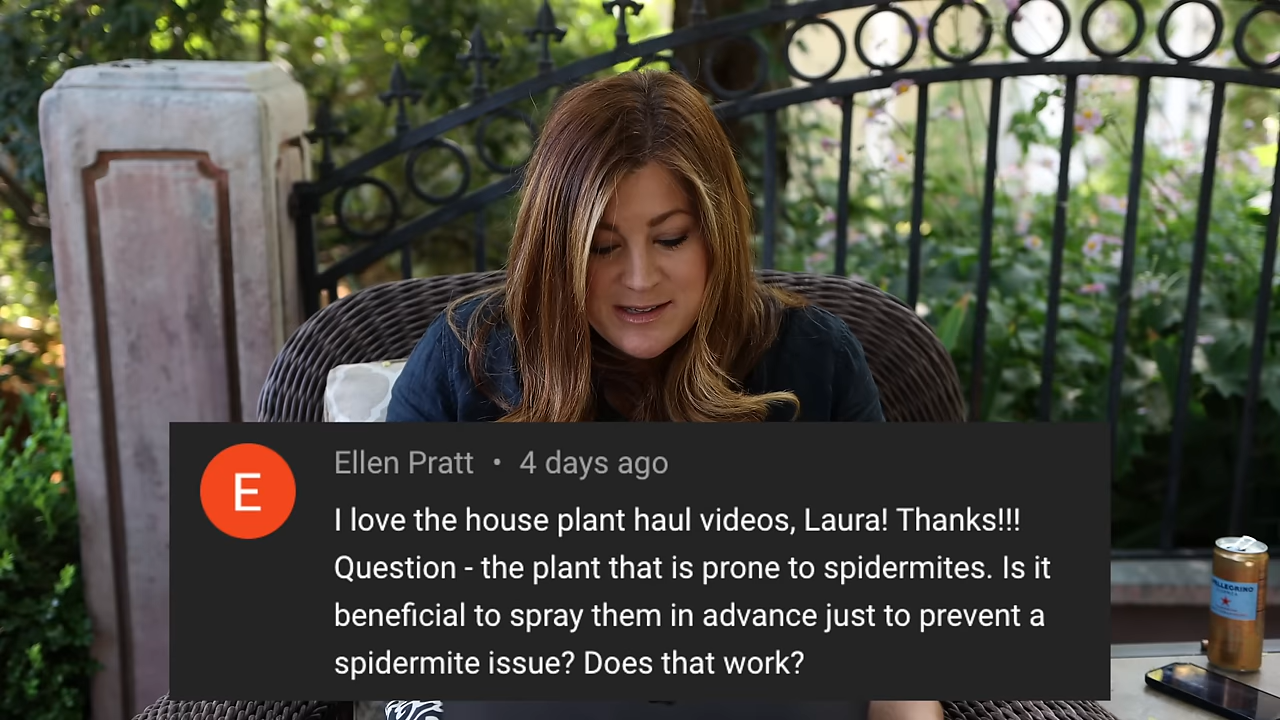 Ellen Pratt • 4 days ago
E
I love the house plant haul videos, Laura! Thanks!!!
Question - the plant that is prone to spidermites. Is it
beneficial to spray them in advance just to prevent a
spidermite issue? Does that work?
PELLEGRINO